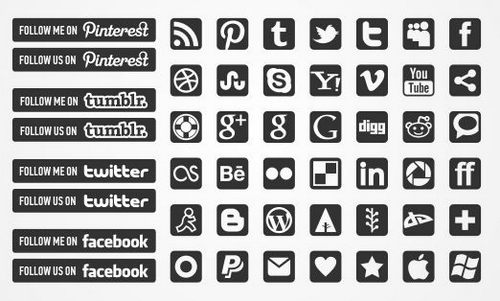 FOLLOW ME ON Pinterest
FOLLOW US ON Pinterest
FOLLOW ME ON tumblr.
FOLLOW US ON tumblr.
FOLLOW ME ON twitter
FOLLOW US ON twitter
FOLLOW ME ON facebook
FOLLOW US ON facebook
P t t f
S Y! v You Tube
g+ g G digg
as Bē in ff
B W
P